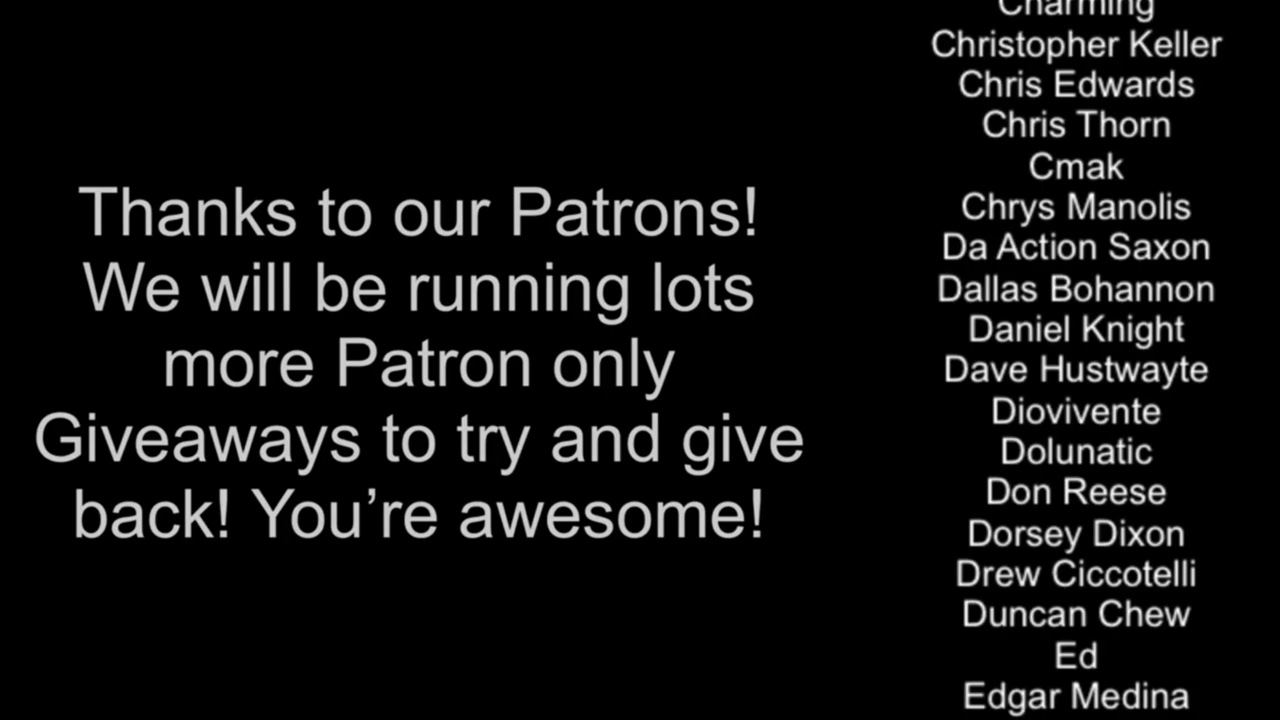 Thanks to our Patrons!
We will be running lots
more Patron only
Giveaways to try and give
back! You’re awesome!
Charming
Christopher Keller
Chris Edwards
Chris Thorn
Cmak
Chrys Manolis
Da Action Saxon
Dallas Bohannon
Daniel Knight
Dave Hustwayte
Diovivente
Dolunatic
Don Reese
Dorsey Dixon
Drew Ciccotelli
Duncan Chew
Ed
Edgar Medina